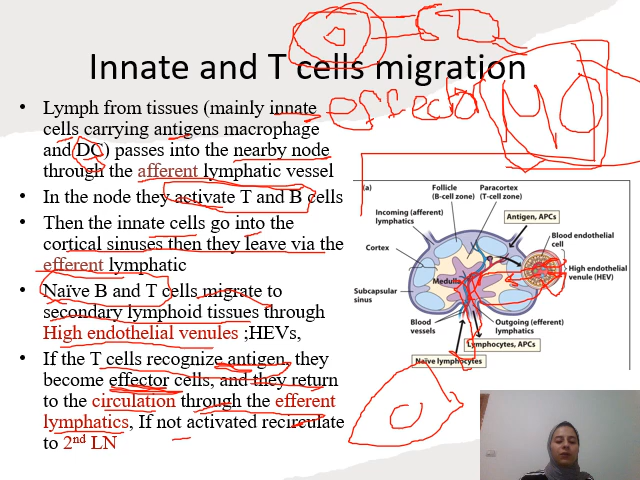 Innate and T cells migration
• Lymph from tissues (mainly innate
cells carrying antigens macrophage
and DC) passes into the nearby node
through the afferent lymphatic vessel
• In the node they activate T and B cells
• Then the innate cells go into the
cortical sinuses then they leave via the
efferent lymphatic
• Naïve B and T cells migrate to
secondary lymphoid tissues through
High endothelial venules ;HEVs,
• If the T cells recognize antigen, they
become effector cells, and they return
to the circulation through the efferent
lymphatics, If not activated recirculate
to 2nd LN
effector
(a)
Follicle
(B-cell zone)
Paracortex
(T-cell zone)
Incoming (afferent)
lymphatics
Antigen, APCs
Cortex
Blood endothelial
cell
High endothelial
venule (HEV)
Medulla
Subcapsular
sinus
Blood
vessels
Outgoing (efferent)
lymphatics
Lymphocytes, APCs
Naïve lymphocytes